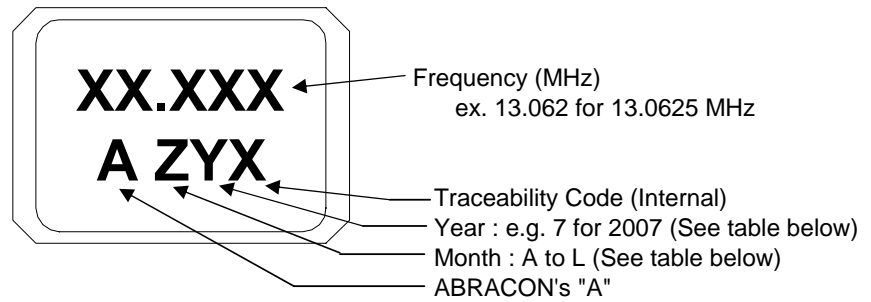 XX.XXX
A ZYX
Frequency (MHz)
ex. 13.062 for 13.0625 MHz
Traceability Code (Internal)
Year : e.g. 7 for 2007 (See table below)
Month : A to L (See table below)
ABRACON's "A"